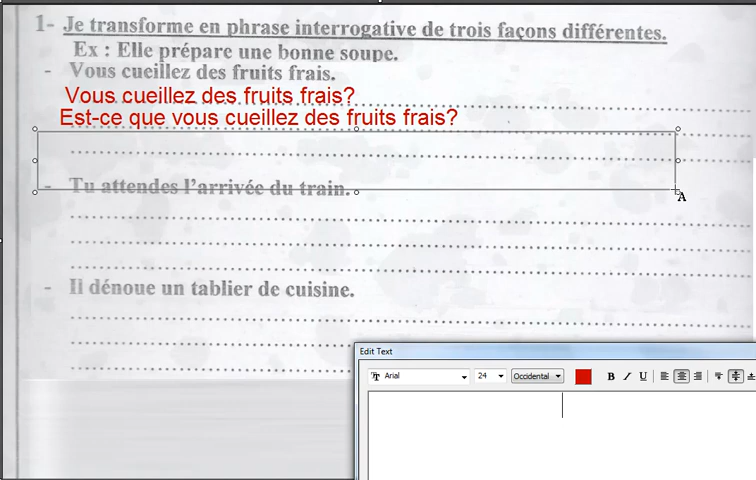 1- Je transforme en phrase interrogative de trois façons différentes.
Ex : Elle prépare une bonne soupe.
- Vous cueillez des fruits frais.
Vous cueillez des fruits frais?
Est-ce que vous cueillez des fruits frais?
- Tu attendes l'arrivée du train.
- Il dénoue un tablier de cuisine.
Edit Text
Arial 24 Occidental B I U
A